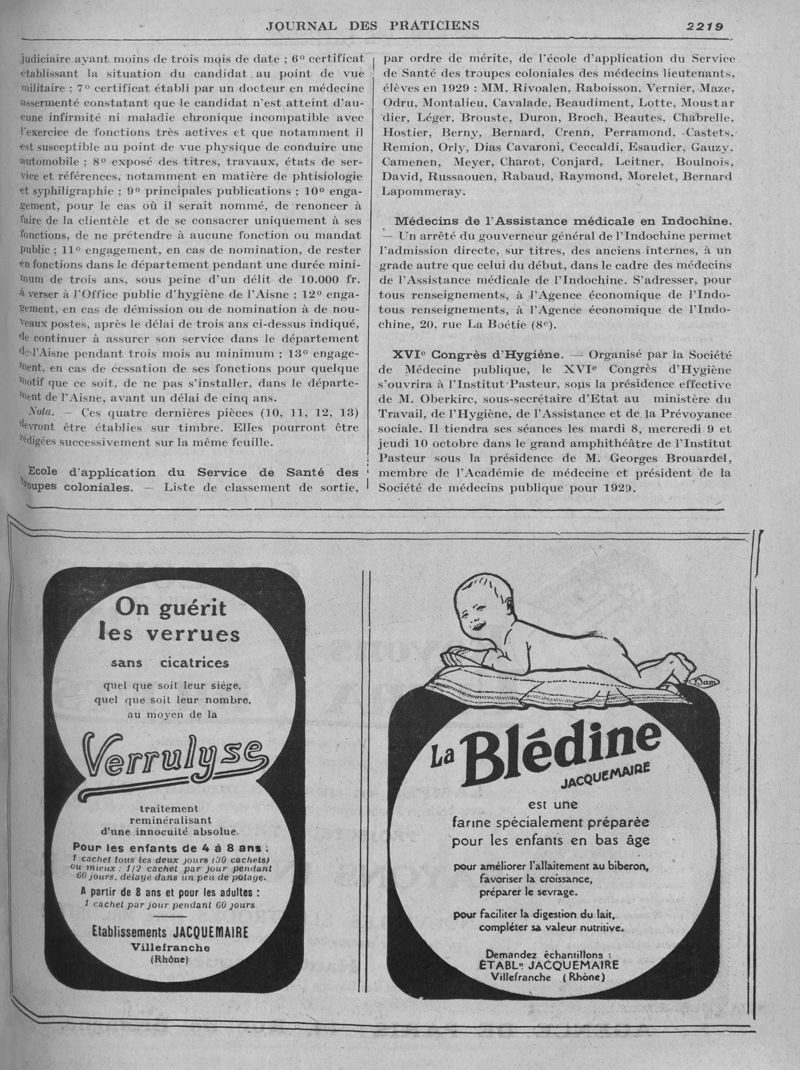 JOURNAL DES PRATICIENS
2219
judiciaire ayant moins de trois mois de date ; 6º certificat
établissant la situation du candidat au point de vue
militaire ; 7º certificat établi par un docteur en médecine
assermenté constatant que le candidat n'est atteint d'au-
cune infirmité ni maladie chronique incompatible avec
l'exercice de fonctions très actives et que notamment il
est susceptible au point de vue physique de conduire une
automobile ; 8º exposé des titres, travaux, états de ser-
vice et références, notamment en matière de phtisiologie
et syphiligraphie ; 9º principales publications ; 10º enga-
gement, pour le cas où il serait nommé, de renoncer à
faire de la clientèle et de se consacrer uniquement à ses
fonctions, de ne prétendre à aucune fonction ou mandat
public ; 11º engagement, en cas de nomination, de rester
en fonctions dans le département pendant une durée mini-
mum de trois ans, sous peine d'un délit de 10.000 fr.
à verser à l'Office public d'hygiène de l'Aisne ; 12º enga-
gement, en cas de démission ou de nomination à de nou-
veaux postes, après le délai de trois ans ci-dessus indiqué,
de continuer à assurer son service dans le département
de l'Aisne pendant trois mois au minimum ; 13º engage-
ment, en cas de cessation de ses fonctions pour quelque
motif que ce soit, de ne pas s'installer, dans le départe-
ment de l'Aisne, avant un délai de cinq ans.
Nota. — Ces quatre dernières pièces (10, 11, 12, 13)
devront être établies sur timbre. Elles pourront être
rédigées successivement sur la même feuille.
Ecole d'application du Service de Santé des
troupes coloniales. — Liste de classement de sortie,
par ordre de mérite, de l'école d'application du Service
de Santé des troupes coloniales des médecins lieutenants,
élèves en 1929 : MM. Rivoalen, Raboisson, Vernier, Maze,
Odru, Montalieu, Cavalade, Beaudiment, Lotte, Moustar
dier, Léger, Brouste, Duron, Broch, Beautes, Chabrelle,
Hostier, Berny, Bernard, Crenn, Perramond, Castets,
Remion, Orly, Dias Cavaroni, Ceccaldi, Esaudier, Gauzy,
Camenen, Meyer, Charot, Conjard, Leitner, Boulnois,
David, Russaouen, Rabaud, Raymond, Morelet, Bernard
Lapommeray.
Médecins de l'Assistance médicale en Indochine.
— Un arrêté du gouverneur général de l'Indochine permet
l'admission directe, sur titres, des anciens internes, à un
grade autre que celui du début, dans le cadre des médecins
de l'Assistance médicale de l'Indochine. S'adresser, pour
tous renseignements, à l'Agence économique de l'Indo-
tous renseignements, à l'Agence économique de l'Indo-
chine, 20, rue La Boétie (8e).
XVIe Congrès d'Hygiène. — Organisé par la Société
de Médecine publique, le XVIe Congrès d'Hygiène
s'ouvrira à l'Institut Pasteur, sous la présidence effective
de M. Oberkirc, sous-secrétaire d'Etat au ministère du
Travail, de l'Hygiène, de l'Assistance et de la Prévoyance
sociale. Il tiendra ses séances les mardi 8, mercredi 9 et
jeudi 10 octobre dans le grand amphithéâtre de l'Institut
Pasteur sous la présidence de M. Georges Brouardel,
membre de l'Académie de médecine et président de la
Société de médecins publique pour 1929.
On guérit
les verrues
sans cicatrices
quel que soit leur siège,
quel que soit leur nombre,
au moyen de la
Verrulyse
traitement
reminéralisant
d'une innocuité absolue.
Pour les enfants de 4 à 8 ans :
1 cachet tous les deux jours (30 cachets)
ou mieux : 1/2 cachet par jour pendant
60 jours, délayé dans un peu de potage.
A partir de 8 ans et pour les adultes :
1 cachet par jour pendant 60 jours
Etablissements JACQUEMAIRE
Villefranche
(Rhône)
La Blédine
JACQUEMAIRE
est une
farine spécialement préparée
pour les enfants en bas âge
pour améliorer l'allaitement au biberon,
favoriser la croissance,
préparer le sevrage.
pour faciliter la digestion du lait,
compléter sa valeur nutritive.
Demandez échantillons :
ÉTABLts JACQUEMAIRE
Villefranche (Rhône)